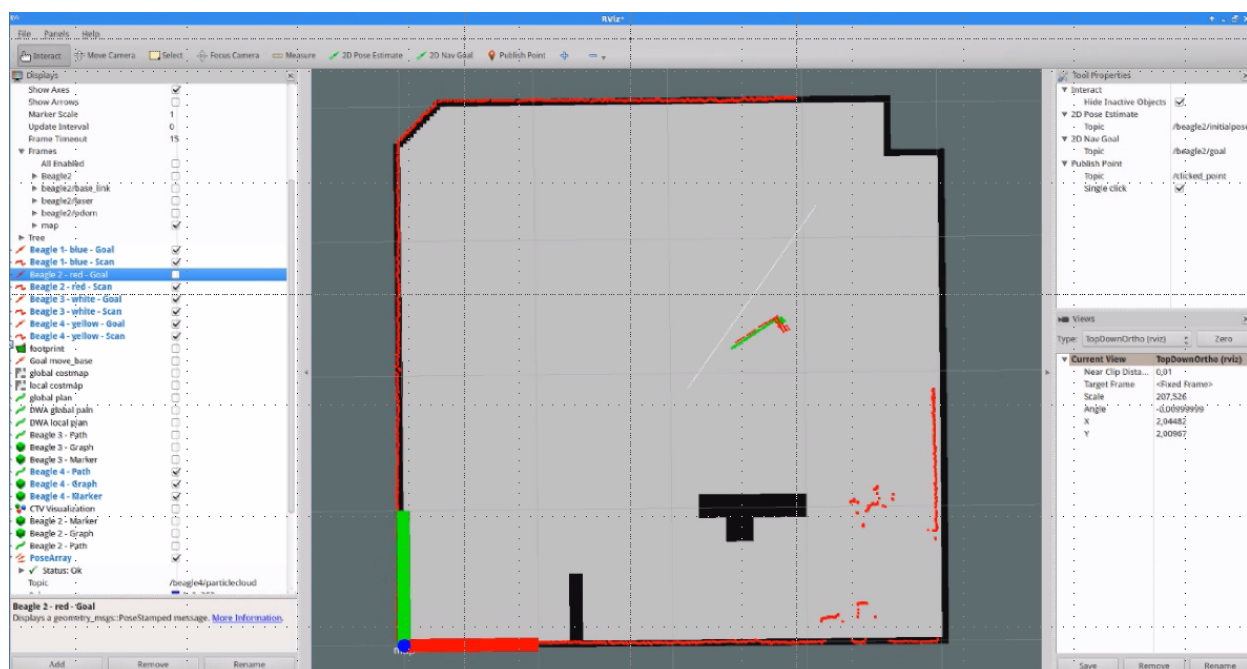 RViz*
File Panels Help
Interact Move Camera Select Focus Camera Measure 2D Pose Estimate 2D Nav Goal Publish Point
Displays
Show Axes
Show Arrows
Marker Scale 1
Update Interval 0
Frame Timeout 15
Frames
All Enabled
Beagle2
beagle2/base_link
beagle2/laser
beagle2/odom
map
Tree
Beagle 1- blue - Goal
Beagle 1- blue - Scan
Beagle 2 - red - Goal
Beagle 2 - red - Scan
Beagle 3 - white - Goal
Beagle 3 - white - Scan
Beagle 4 - yellow - Goal
Beagle 4 - yellow - Scan
footprint
Goal move_base
global costmap
local costmap
global plan
DWA global path
DWA local plan
Beagle 3 - Path
Beagle 3 - Graph
Beagle 3 - Marker
Beagle 4 - Path
Beagle 4 - Graph
Beagle 4 - Marker
CTV Visualization
Beagle 2 - Marker
Beagle 2 - Graph
Beagle 2 - Path
PoseArray
Status: Ok
Topic /beagle4/particlecloud
Beagle 2 - red - Goal
Displays a geometry_msgs::PoseStamped message. More Information.
Add Remove Rename
map
Tool Properties
Interact
Hide Inactive Objects
2D Pose Estimate
Topic /beagle2/initialpose
2D Nav Goal
Topic /beagle2/goal
Publish Point
Topic /clicked_point
Single click
Views
Type: TopDownOrtho (rviz) Zero
Current View TopDownOrtho (rviz)
Near Clip Dista... 0,01
Target Frame <Fixed Frame>
Scale 207,526
Angle -0,00999999
X 2,04482
Y 2,00967
Save Remove Rename